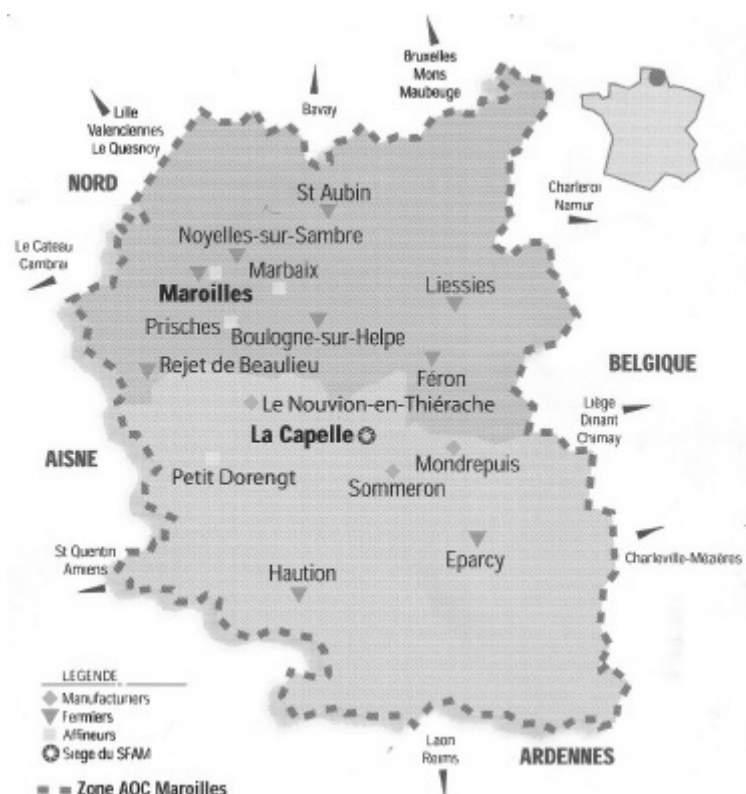 Bruxelles
Mons
Maubeuge
Bavay
Lille
Valenciennes
Le Quesnoy
NORD
St Aubin
Charleroi
Namur
Noyelles-sur-Sambre
Le Cateau
Cambrai
Marbaix
Maroilles
Liessies
Prisches
Boulogne-sur-Helpe
Rejet de Beaulieu
Féron
BELGIQUE
Le Nouvion-en-Thiérache
Liège
Dinant
Chimay
La Capelle
AISNE
Mondrepuis
Petit Dorengt
Sommeron
St Quentin
Amiens
Eparcy
Charleville-Mézières
Haution
LEGENDE
Manufacturiers
Fermiers
Affineurs
Siege du SFAM
Laon
Reims
ARDENNES
Zone AOC Maroilles